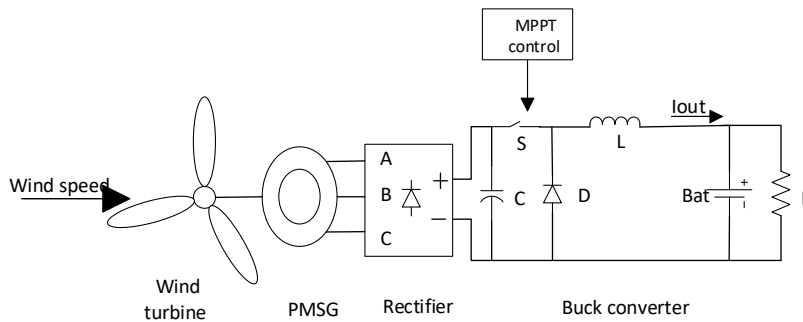 MPPT
control
Iout
S
L
A
Wind speed
B
C
+
−
C
D
Bat
+
Wind
turbine
PMSG
Rectifier
Buck converter